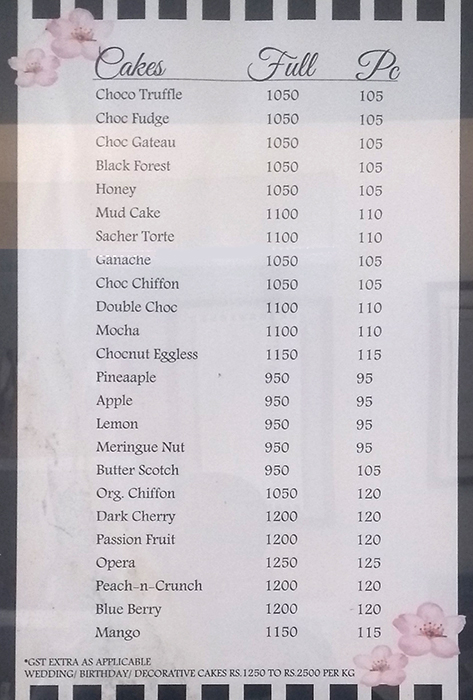 Cakes Full Pc
Choco Truffle 1050 105
Choc Fudge 1050 105
Choc Gateau 1050 105
Black Forest 1050 105
Honey 1050 105
Mud Cake 1100 110
Sacher Torte 1100 110
Ganache 1050 105
Choc Chiffon 1050 105
Double Choc 1100 110
Mocha 1100 110
Chocnut Eggless 1150 115
Pineaaple 950 95
Apple 950 95
Lemon 950 95
Meringue Nut 950 95
Butter Scotch 950 105
Org. Chiffon 1050 120
Dark Cherry 1200 120
Passion Fruit 1200 120
Opera 1250 125
Peach-n-Crunch 1200 120
Blue Berry 1200 120
Mango 1150 115
*GST EXTRA AS APPLICABLE
WEDDING/ BIRTHDAY/ DECORATIVE CAKES RS.1250 TO RS.2500 PER KG